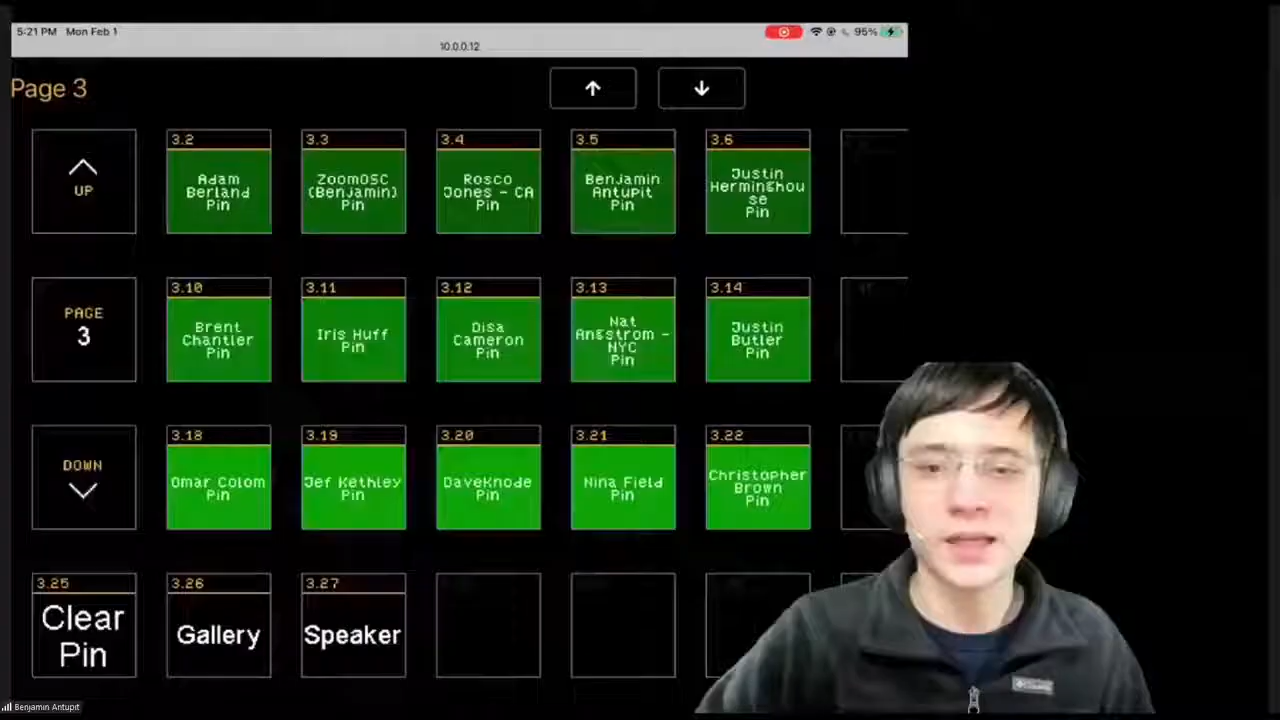 5:21 PM Mon Feb 1
95%
10.0.0.12
Page 3
UP
3.2
Adam
Berland
Pin
3.3
ZoomOSC
(Benjamin)
Pin
3.4
Rosco
Jones - CA
Pin
3.5
Benjamin
Antupit
Pin
3.6
Justin
Herminghou
se
Pin
PAGE
3
3.10
Brent
Chantler
Pin
3.11
Iris Huff
Pin
3.12
Disa
Cameron
Pin
3.13
Nat
Angstrom -
NYC
Pin
3.14
Justin
Butler
Pin
DOWN
3.18
Omar Colom
Pin
3.19
Jef Kethley
Pin
3.20
DaveKnode
Pin
3.21
Nina Field
Pin
3.22
Christopher
Brown
Pin
3.25
Clear
Pin
3.26
Gallery
3.27
Speaker
Columbia
Benjamin Antupit